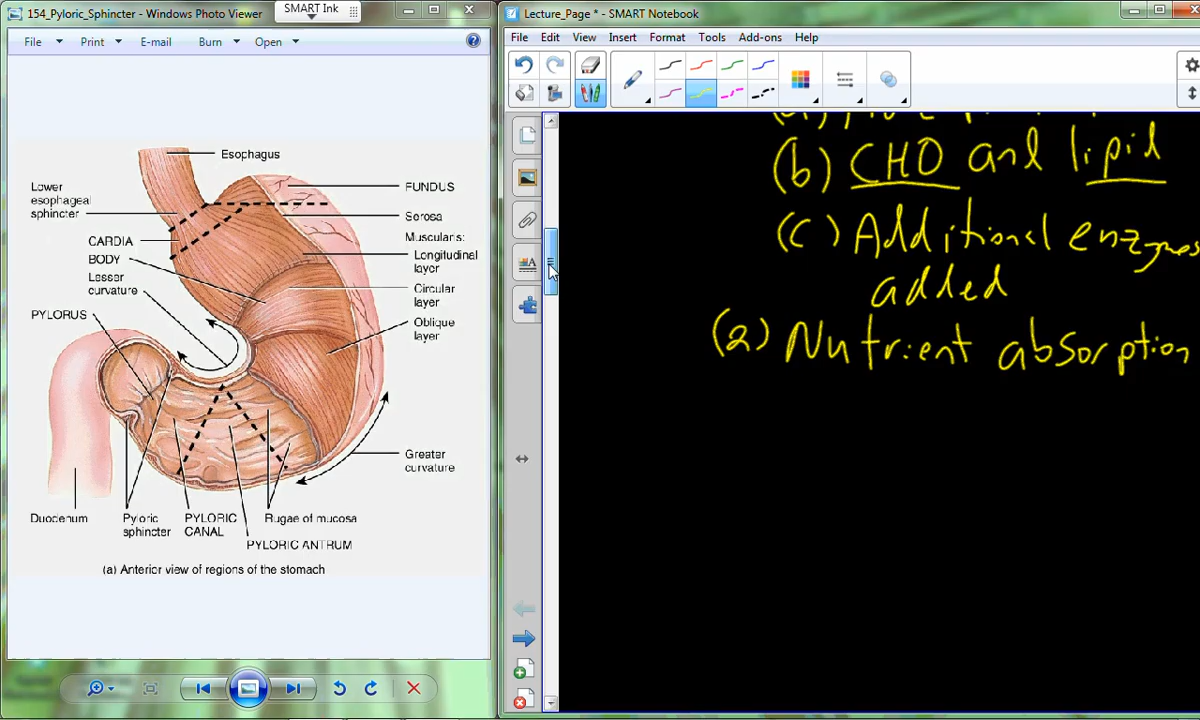 154_Pyloric_Sphincter - Windows Photo Viewer
SMART Ink
File Print E-mail Burn Open
Esophagus
Lower
esophageal
sphincter
FUNDUS
Serosa
Muscularis:
Longitudinal
layer
Circular
layer
Oblique
layer
CARDIA
BODY
Lesser
curvature
PYLORUS
Greater
curvature
Duodenum
Pyloric
sphincter
PYLORIC
CANAL
Rugae of mucosa
PYLORIC ANTRUM
(a) Anterior view of regions of the stomach
Lecture_Page * - SMART Notebook
File Edit View Insert Format Tools Add-ons Help
(b) CHO and lipid
(c) Additional enzymes
added
(2) Nutrient absorption